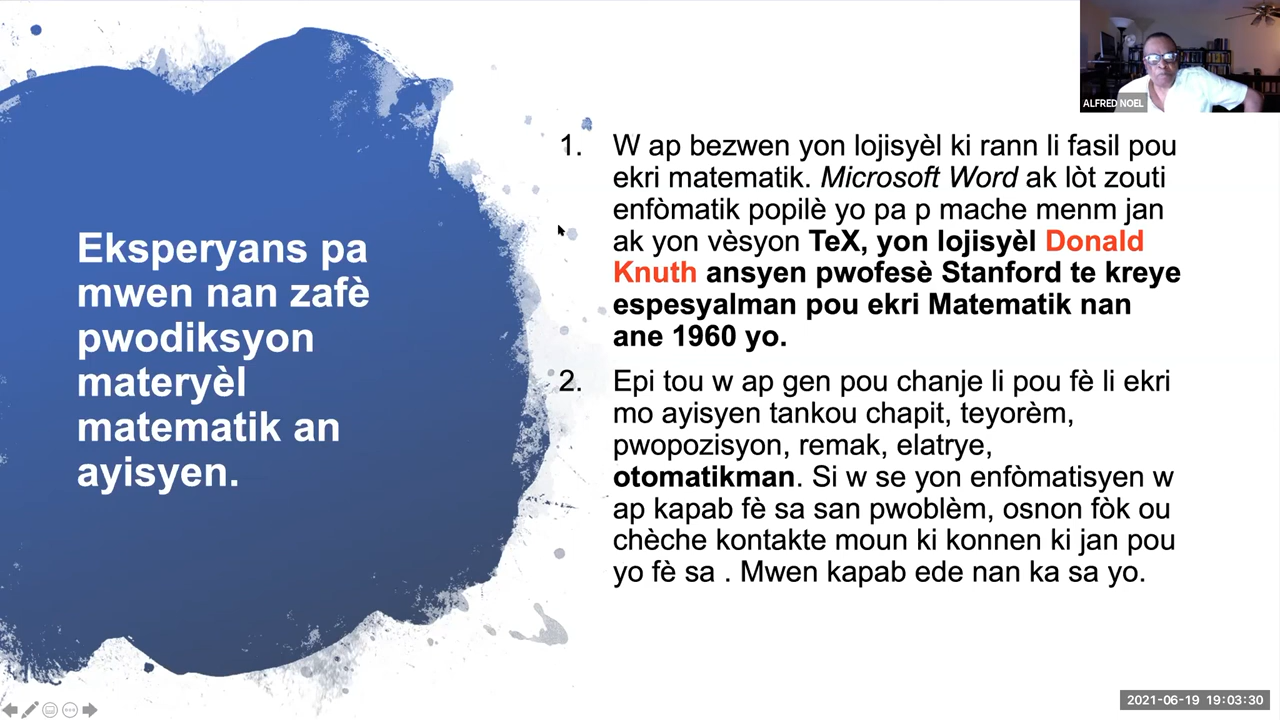 ALFRED NOEL
Eksperyans pa
mwen nan zafè
pwodiksyon
materyèl
matematik an
ayisyen.
1. W ap bezwen yon lojisyèl ki rann li fasil pou
ekri matematik. Microsoft Word ak lòt zouti
enfòmatik popilè yo pa p mache menm jan
ak yon vèsyon TeX, yon lojisyèl Donald
Knuth ansyen pwofesè Stanford te kreye
espesyalman pou ekri Matematik nan
ane 1960 yo.
2. Epi tou w ap gen pou chanje li pou fè li ekri
mo ayisyen tankou chapit, teyorèm,
pwopozisyon, remak, elatrye,
otomatikman. Si w se yon enfòmatisyen w
ap kapab fè sa san pwoblèm, osnon fòk ou
chèche kontakte moun ki konnen ki jan pou
yo fè sa . Mwen kapab ede nan ka sa yo.
2021-06-19 19:03:30